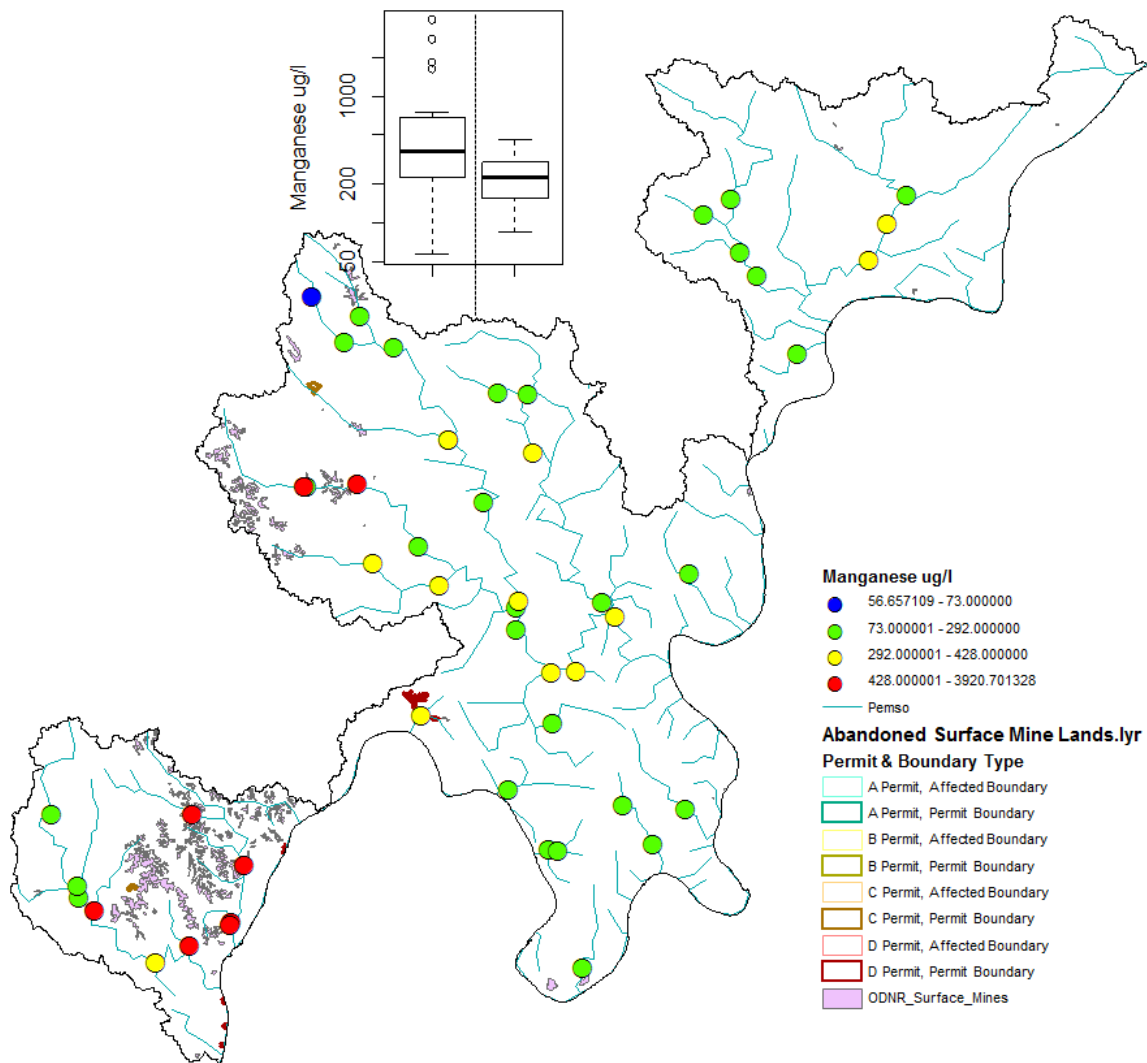 Manganese ug/l
1000
200
50
Manganese ug/l
56.657109 - 73.000000
73.000001 - 292.000000
292.000001 - 428.000000
428.000001 - 3920.701328
Pemso
Abandoned Surface Mine Lands.lyr
Permit & Boundary Type
A Permit, Affected Boundary
A Permit, Permit Boundary
B Permit, Affected Boundary
B Permit, Permit Boundary
C Permit, Affected Boundary
C Permit, Permit Boundary
D Permit, Affected Boundary
D Permit, Permit Boundary
ODNR_Surface_Mines